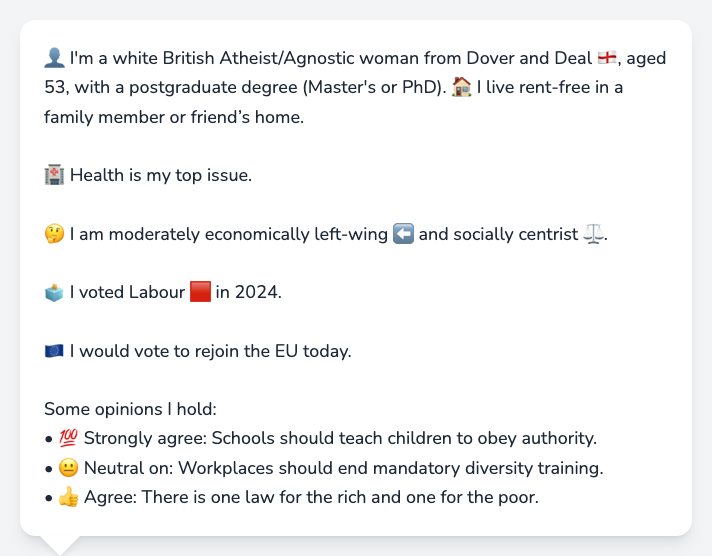 👤 I'm a white British Atheist/Agnostic woman from Dover and Deal 🏴󠁧󠁢󠁥󠁮󠁧󠁿, aged
53, with a postgraduate degree (Master's or PhD). 🏠 I live rent-free in a
family member or friend’s home.
🏥 Health is my top issue.
🤔 I am moderately economically left-wing ⬅️ and socially centrist ⚖️.
🗳️ I voted Labour 🟥 in 2024.
🇪🇺 I would vote to rejoin the EU today.
Some opinions I hold:
• 💯 Strongly agree: Schools should teach children to obey authority.
• 😐 Neutral on: Workplaces should end mandatory diversity training.
• 👍 Agree: There is one law for the rich and one for the poor.